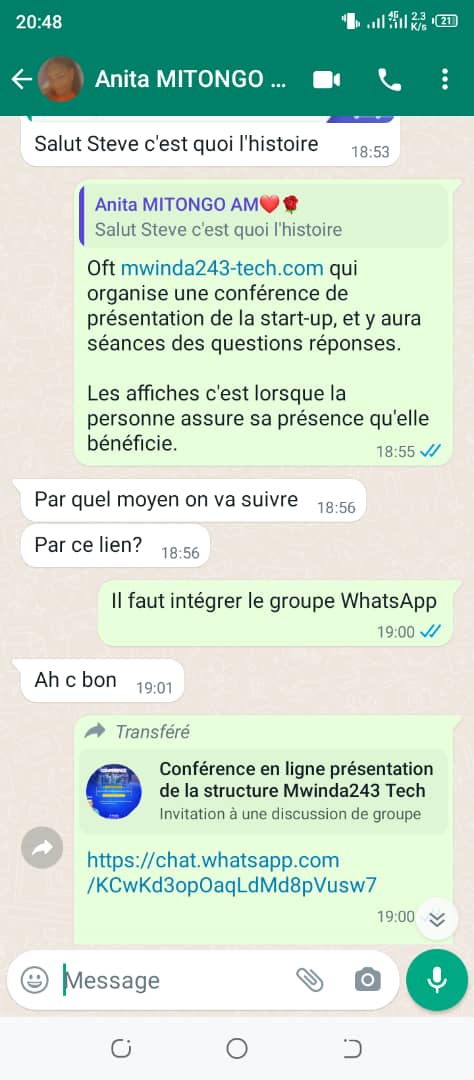 20:48
4G 2.3 K/s 21
Anita MITONGO ...
Salut Steve c'est quoi l'histoire
18:53
Anita MITONGO AM❤️🌹
Salut Steve c'est quoi l'histoire
Oft mwinda243-tech.com qui
organise une conférence de
présentation de la start-up, et y aura
séances des questions réponses.
Les affiches c'est lorsque la
personne assure sa présence qu'elle
bénéficie.
18:55
Par quel moyen on va suivre
18:56
Par ce lien?
18:56
Il faut intégrer le groupe WhatsApp
19:00
Ah c bon
19:01
Transféré
Conférence en ligne présentation
de la structure Mwinda243 Tech
Invitation à une discussion de groupe
https://chat.whatsapp.com
/KCwKd3opOaqLdMd8pVusw7
19:00
Message